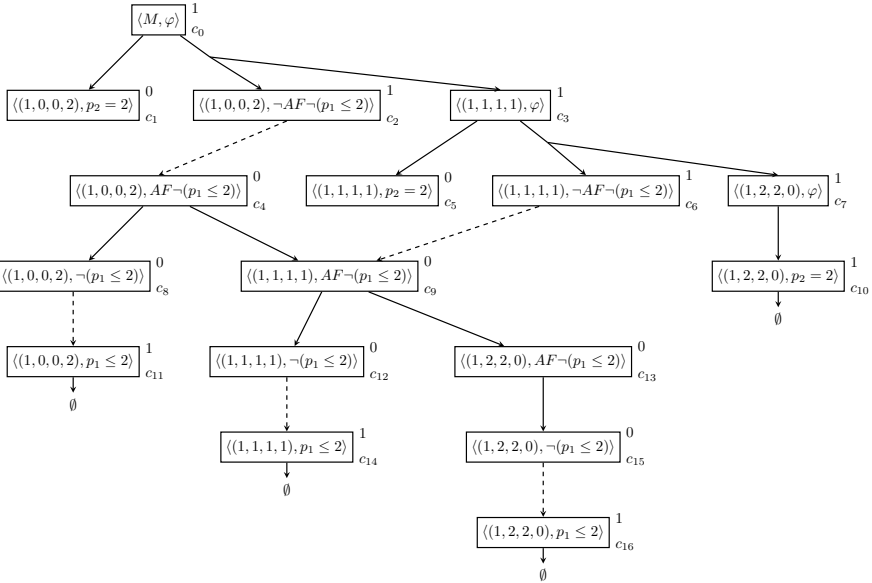 ⟨M, φ⟩ 1 c₀
⟨(1, 0, 0, 2), p₂ = 2⟩ 0 c₁
⟨(1, 0, 0, 2), ¬AF¬(p₁ ≤ 2)⟩ 1 c₂
⟨(1, 1, 1, 1), φ⟩ 1 c₃
⟨(1, 0, 0, 2), AF¬(p₁ ≤ 2)⟩ 0 c₄
⟨(1, 1, 1, 1), p₂ = 2⟩ 0 c₅
⟨(1, 1, 1, 1), ¬AF¬(p₁ ≤ 2)⟩ 1 c₆
⟨(1, 2, 2, 0), φ⟩ 1 c₇
⟨(1, 0, 0, 2), ¬(p₁ ≤ 2)⟩ 0 c₈
⟨(1, 1, 1, 1), AF¬(p₁ ≤ 2)⟩ 0 c₉
⟨(1, 2, 2, 0), p₂ = 2⟩ 1 c₁₀
∅
⟨(1, 0, 0, 2), p₁ ≤ 2⟩ 1 c₁₁
∅
⟨(1, 1, 1, 1), ¬(p₁ ≤ 2)⟩ 0 c₁₂
⟨(1, 2, 2, 0), AF¬(p₁ ≤ 2)⟩ 0 c₁₃
⟨(1, 1, 1, 1), p₁ ≤ 2⟩ 1 c₁₄
∅
⟨(1, 2, 2, 0), ¬(p₁ ≤ 2)⟩ 0 c₁₅
⟨(1, 2, 2, 0), p₁ ≤ 2⟩ 1 c₁₆
∅